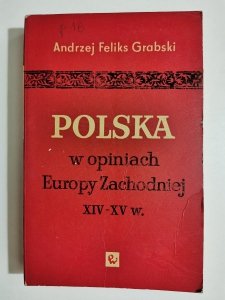 Andrzej Feliks Grabski
POLSKA
w opiniach
Europy Zachodniej
XIV-XV w.